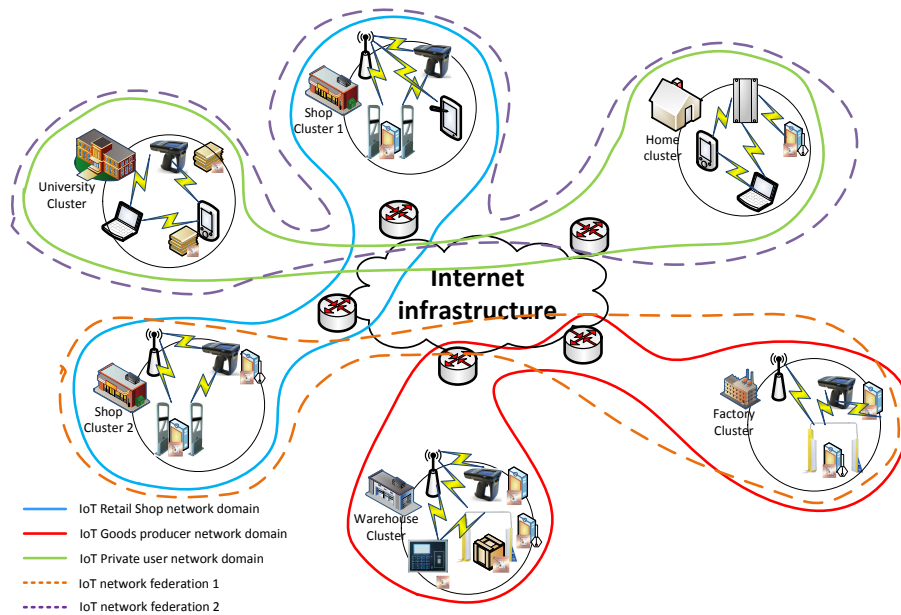 Shop
Cluster 1
Home
cluster
University
Cluster
Internet
infrastructure
Shop
Cluster 2
Factory
Cluster
Warehouse
Cluster
IoT Retail Shop network domain
IoT Goods producer network domain
IoT Private user network domain
IoT network federation 1
IoT network federation 2